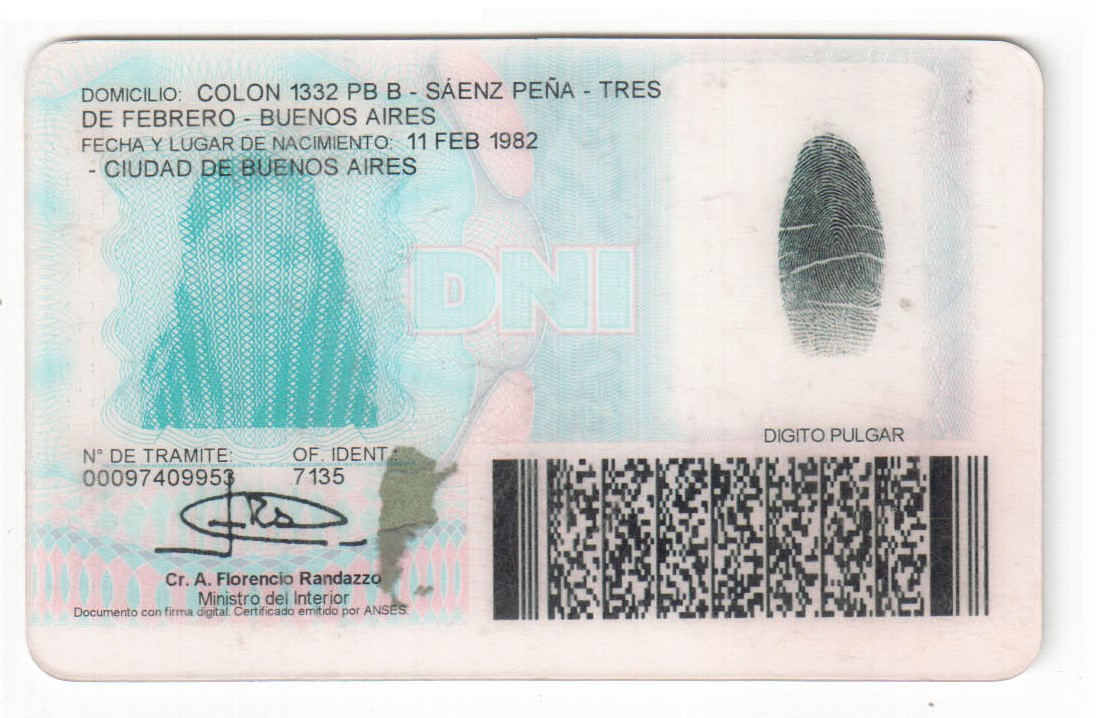 DOMICILIO: COLON 1332 PB B - SÁENZ PEÑA - TRES
DE FEBRERO - BUENOS AIRES
FECHA Y LUGAR DE NACIMIENTO: 11 FEB 1982
- CIUDAD DE BUENOS AIRES
DNI
DIGITO PULGAR
N° DE TRAMITE: OF. IDENT.:
00097409953 7135
Cr. A. Florencio Randazzo
Ministro del Interior
Documento con firma digital. Certificado emitido por ANSES.